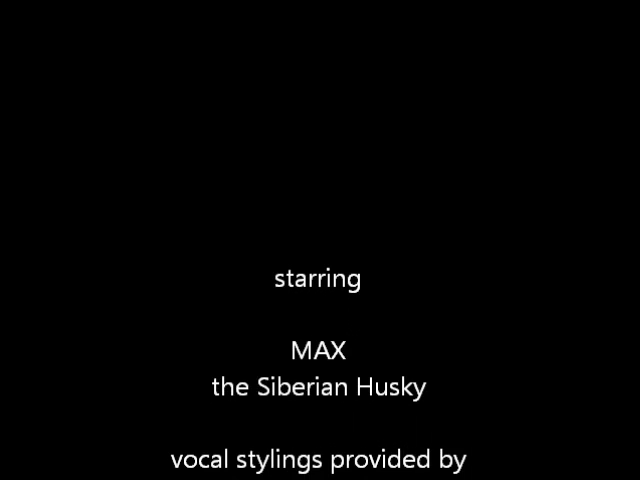 starring
MAX
the Siberian Husky
vocal stylings provided by